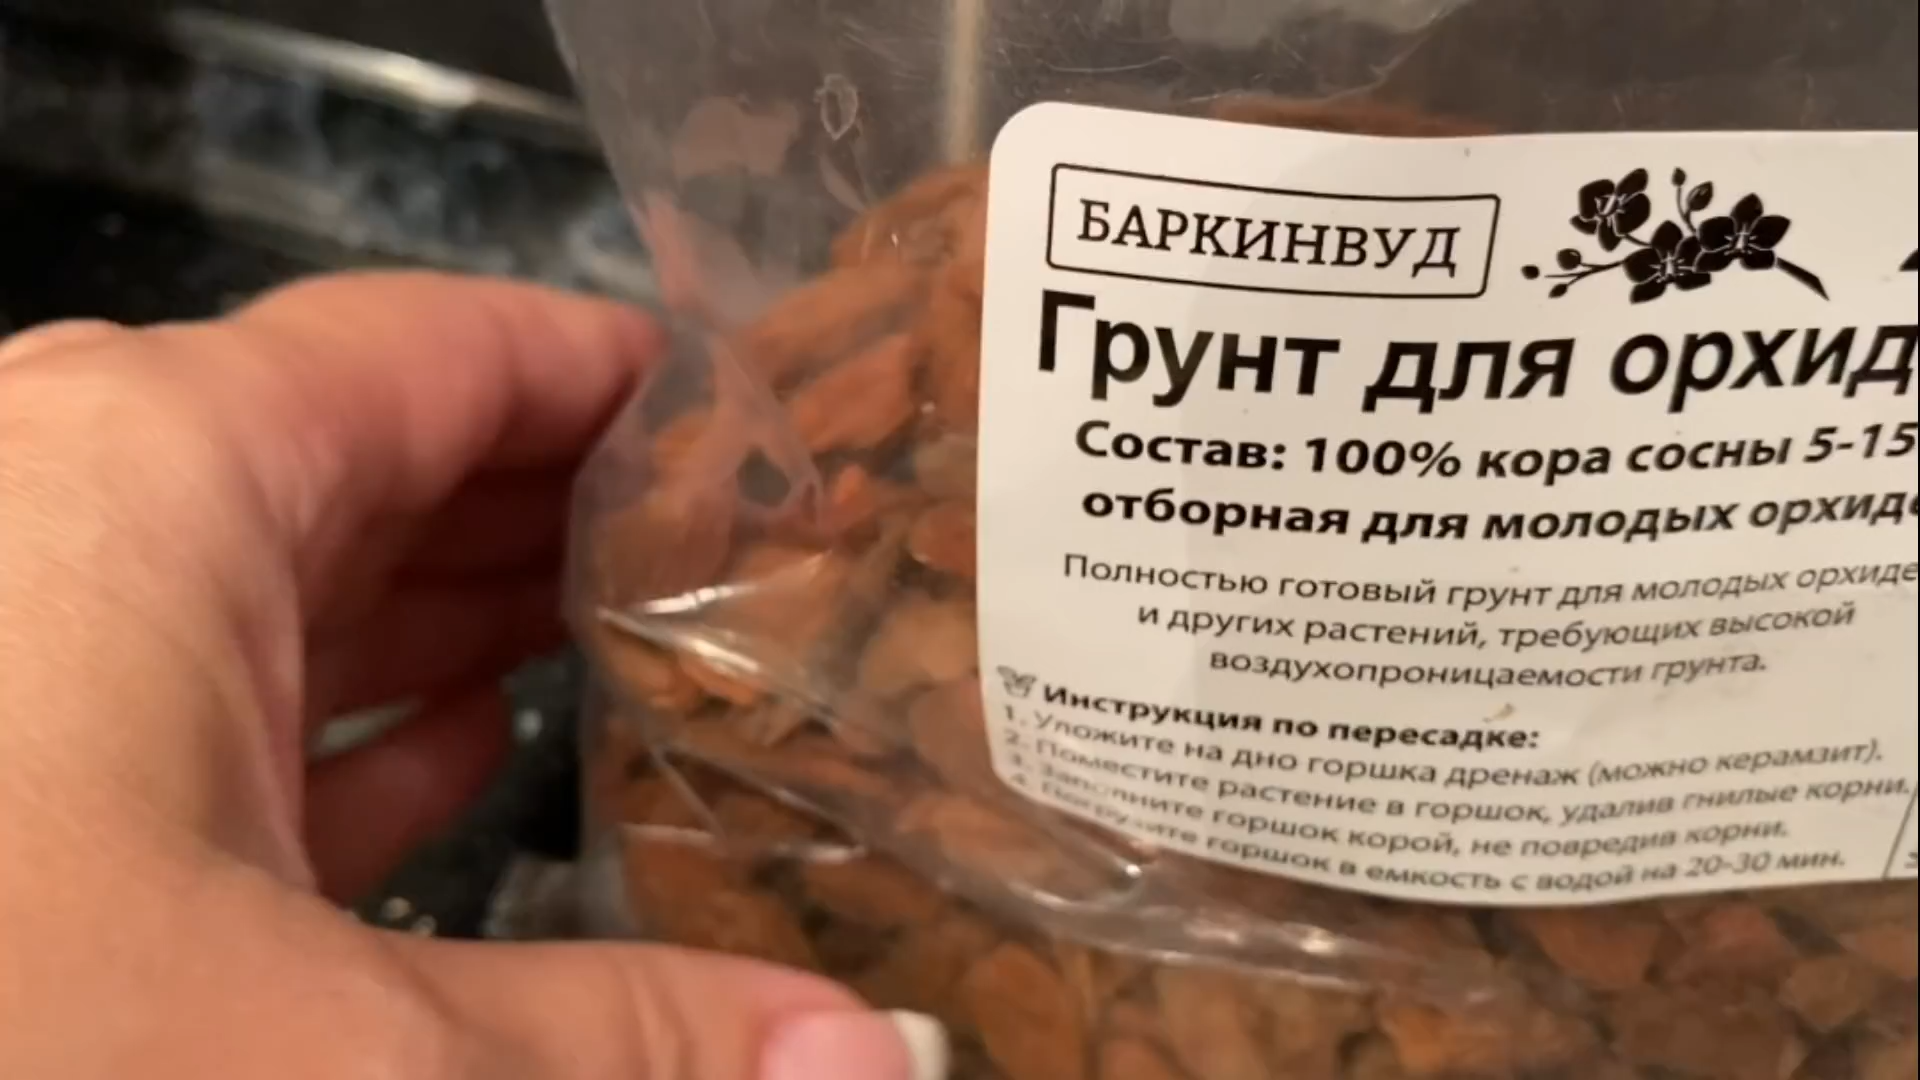 БАРКИНВУД
Грунт для орхид
Состав: 100% кора сосны 5-15
отборная для молодых орхиде
Полностью готовый грунт для молодых орхиде
и других растений, требующих высокой
воздухопроницаемости грунта.
Инструкция по пересадке:
1. Уложите на дно горшка дренаж (можно керамзит).
2. Поместите растение в горшок, удалив гнилые корни.
3. Заполните горшок корой, не повредив корни.
4. Погрузите горшок в емкость с водой на 20-30 мин.